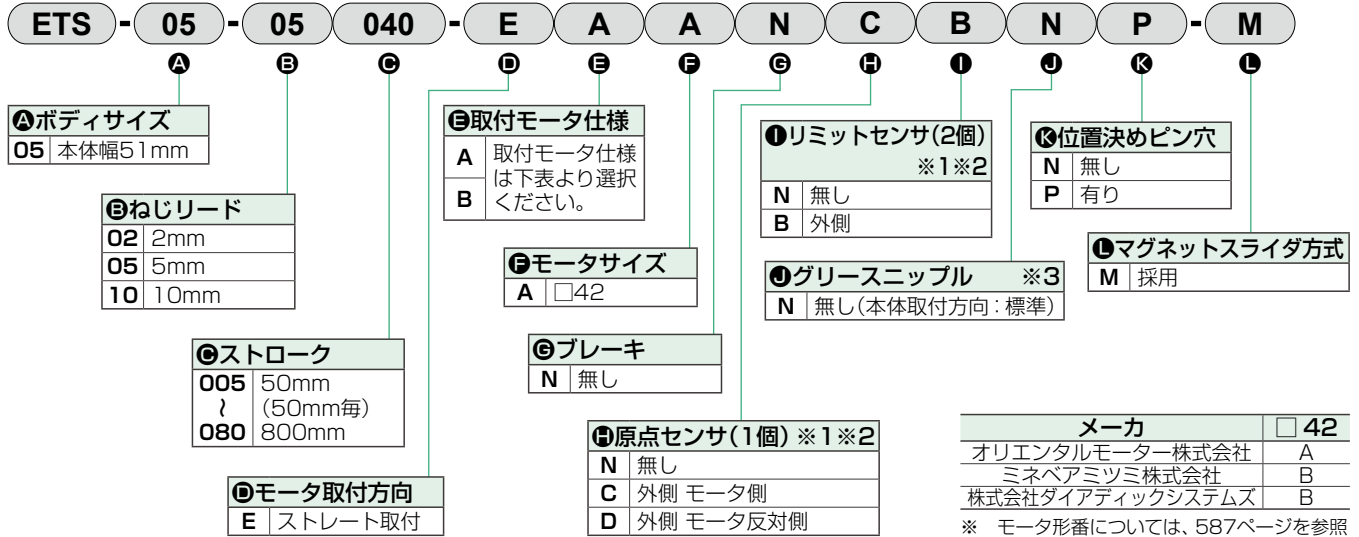 ETS - 05 - 05 040 - E A A N C B N P - M
Ⓐ Ⓑ Ⓒ Ⓓ Ⓔ Ⓕ Ⓖ Ⓗ Ⓘ Ⓙ Ⓚ Ⓛ
Ⓐボディサイズ
05 本体幅51mm
Ⓑねじリード
02 2mm
05 5mm
10 10mm
Ⓒストローク
005 50mm
〜 (50mm毎)
080 800mm
Ⓓモータ取付方向
E ストレート取付
Ⓔ取付モータ仕様
A 取付モータ仕様
は下表より選択
B ください。
Ⓕモータサイズ
A □42
Ⓖブレーキ
N 無し
Ⓗ原点センサ(1個) ※1※2
N 無し
C 外側 モータ側
D 外側 モータ反対側
Ⓘリミットセンサ(2個)
※1※2
N 無し
B 外側
Ⓙグリースニップル ※3
N 無し(本体取付方向：標準)
Ⓚ位置決めピン穴
N 無し
P 有り
Ⓛマグネットスライダ方式
M 採用
メーカ □42
オリエンタルモーター株式会社 A
ミネベアミツミ株式会社 B
株式会社ダイアディックシステムズ B
※ モータ形番については、587ページを参照